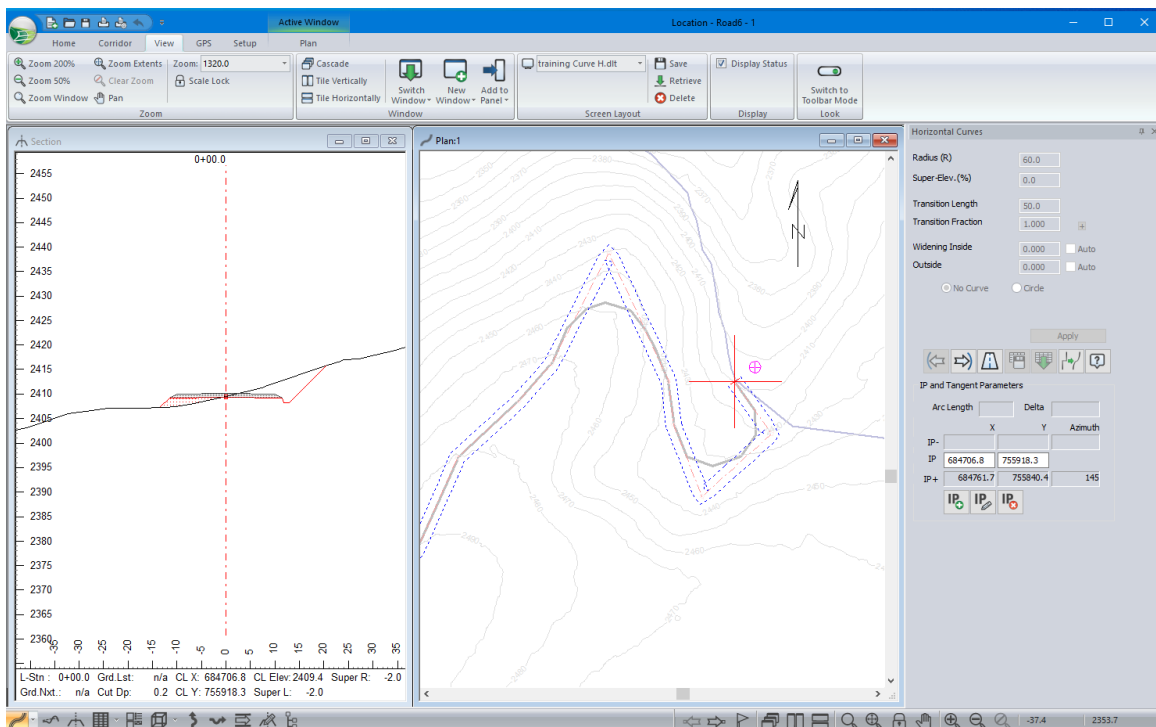 Active Window
Location - Road6 - 1
Home Corridor View GPS Setup Plan
Zoom 200% Zoom Extents Zoom: 1320.0
Zoom 50% Clear Zoom Scale Lock
Zoom Window Pan
Zoom
Cascade
Tile Vertically
Tile Horizontally
Switch Window
New Window
Add to Panel
Window
training Curve H.dlt
Save
Retrieve
Delete
Screen Layout
Display Status
Display
Switch to Toolbar Mode
Look
Section
0+00.0
2455
2450
2445
2440
2435
2430
2425
2420
2415
2410
2405
2400
2395
2390
2385
2380
2375
2370
2365
2360
-35 -30 -25 -20 -15 -10 -5 0 5 10 15 20 25 30 35
L-Stn : 0+00.0 Grd.Lst: n/a CL X: 684706.8 CL Elev:2409.4 Super R: -2.0
Grd.Nxt.: n/a Cut Dp: 0.2 CL Y: 755918.3 Super L: -2.0
Plan:1
N
Horizontal Curves
Radius (R) 60.0
Super-Elev.(%) 0.0
Transition Length 50.0
Transition Fraction 1.000
Widening Inside 0.000 Auto
Outside 0.000 Auto
No Curve Circle
Apply
IP and Tangent Parameters
Arc Length Delta
X Y Azimuth
IP-
IP 684706.8 755918.3
IP+ 684761.7 755840.4 145
IP IP IP
-37.4 2353.7